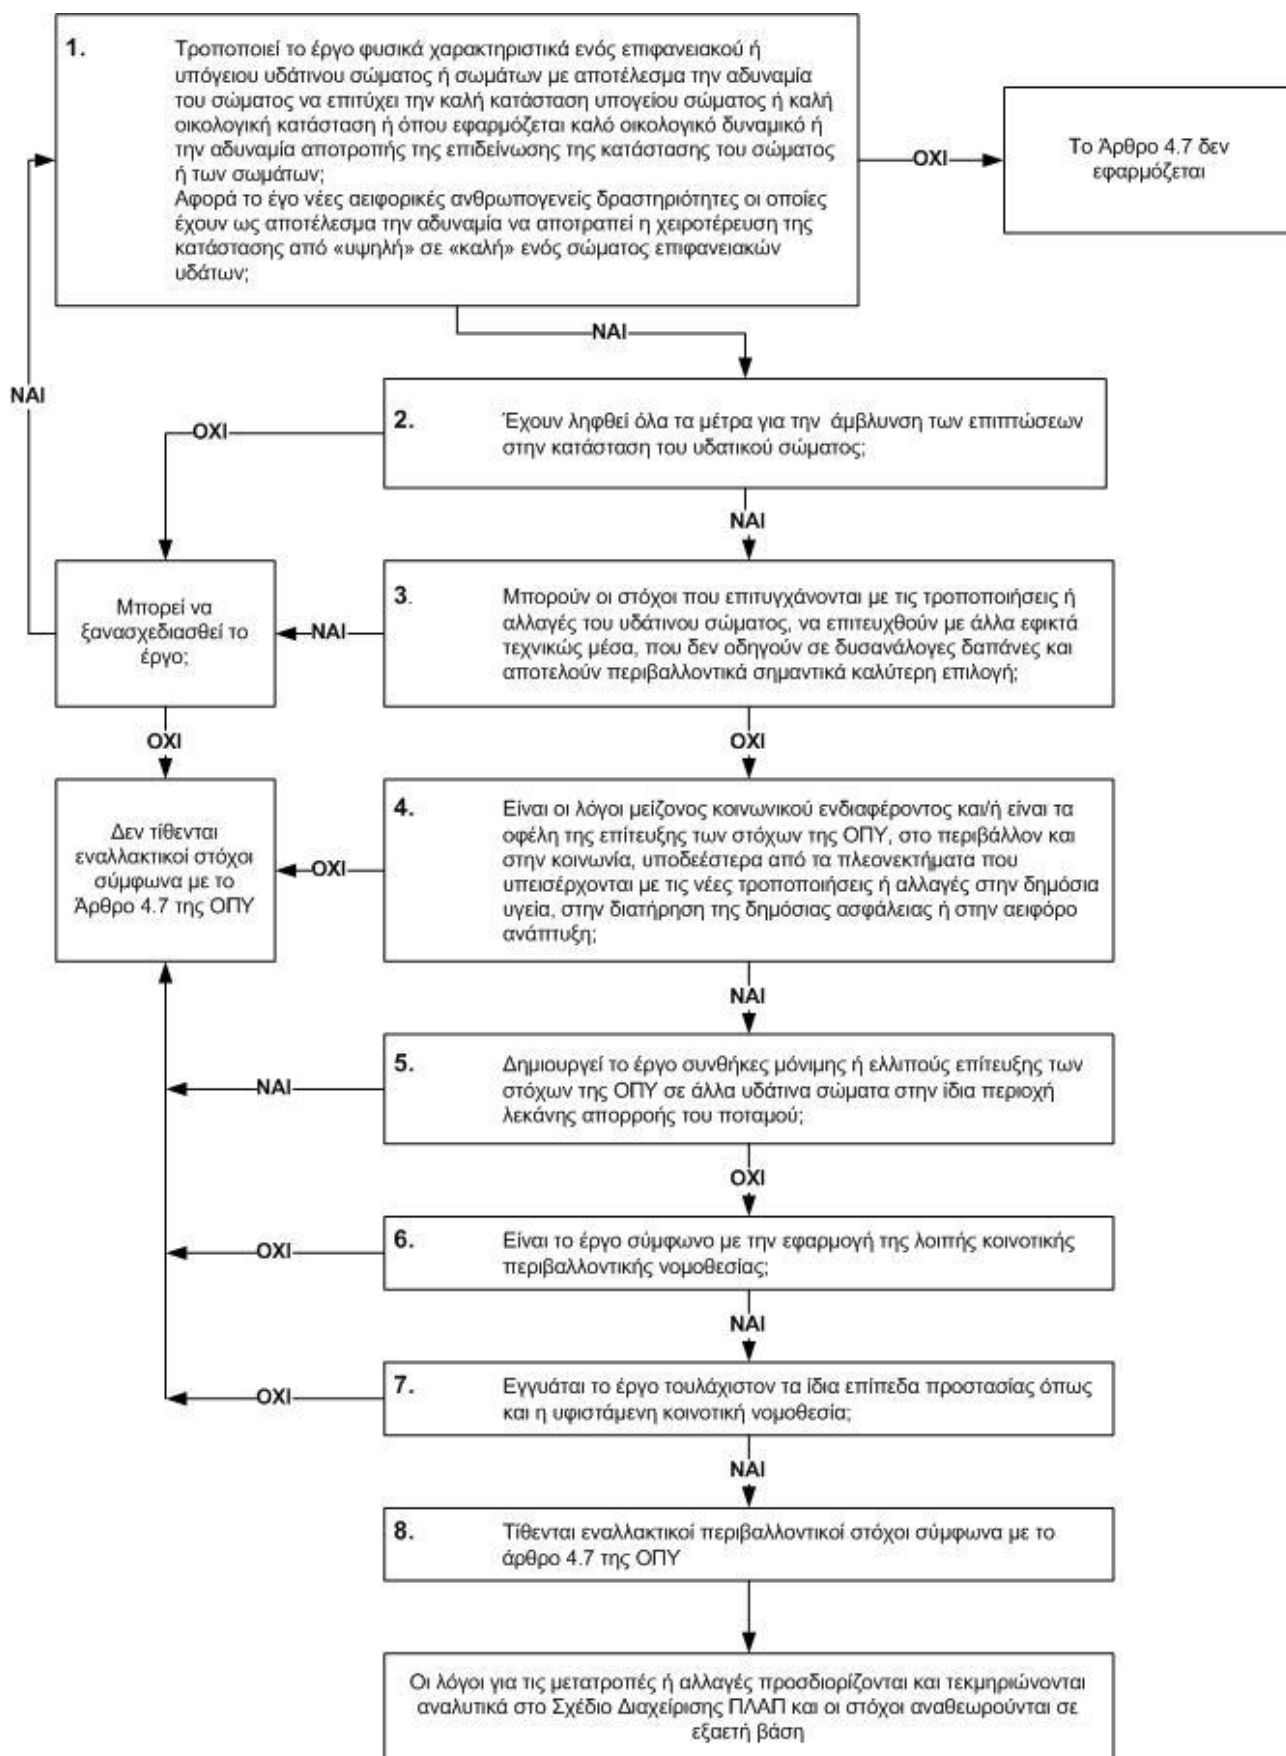 1. Τροποποιεί το έργο φυσικά χαρακτηριστικά ενός επιφανειακού ή
υπόγειου υδάτινου σώματος ή σωμάτων με αποτέλεσμα την αδυναμία
του σώματος να επιτύχει την καλή κατάσταση υπογείου σώματος ή καλή
οικολογική κατάσταση ή όπου εφαρμόζεται καλό οικολογικό δυναμικό ή
την αδυναμία αποτροπής της επιδείνωσης της κατάστασης του σώματος
ή των σωμάτων;
Αφορά το έγο νέες αειφορικές ανθρωπογενείς δραστηριότητες οι οποίες
έχουν ως αποτέλεσμα την αδυναμία να αποτραπεί η χειροτέρευση της
κατάστασης από «υψηλή» σε «καλή» ενός σώματος επιφανειακών
υδάτων;
ΟΧΙ
Το Άρθρο 4.7 δεν
εφαρμόζεται
ΝΑΙ
ΝΑΙ
2. Έχουν ληφθεί όλα τα μέτρα για την άμβλυνση των επιπτώσεων
στην κατάσταση του υδατικού σώματος;
ΟΧΙ
ΝΑΙ
Μπορεί να
ξανασχεδιασθεί το
έργο;
ΝΑΙ
3. Μπορούν οι στόχοι που επιτυγχάνονται με τις τροποποιήσεις ή
αλλαγές του υδάτινου σώματος, να επιτευχθούν με άλλα εφικτά
τεχνικώς μέσα, που δεν οδηγούν σε δυσανάλογες δαπάνες και
αποτελούν περιβαλλοντικά σημαντικά καλύτερη επιλογή;
ΟΧΙ
ΟΧΙ
Δεν τίθενται
εναλλακτικοί στόχοι
σύμφωνα με το
Άρθρο 4.7 της ΟΠΥ
ΟΧΙ
4. Είναι οι λόγοι μείζονος κοινωνικού ενδιαφέροντος και/ή είναι τα
οφέλη της επίτευξης των στόχων της ΟΠΥ, στο περιβάλλον και
στην κοινωνία, υποδεέστερα από τα πλεονεκτήματα που
υπεισέρχονται με τις νέες τροποποιήσεις ή αλλαγές στην δημόσια
υγεία, στην διατήρηση της δημόσιας ασφάλειας ή στην αειφόρο
ανάπτυξη;
ΝΑΙ
5. Δημιουργεί το έργο συνθήκες μόνιμης ή ελλιπούς επίτευξης των
στόχων της ΟΠΥ σε άλλα υδάτινα σώματα στην ίδια περιοχή
λεκάνης απορροής του ποταμού;
ΝΑΙ
ΟΧΙ
6. Είναι το έργο σύμφωνο με την εφαρμογή της λοιπής κοινοτικής
περιβαλλοντικής νομοθεσίας;
ΟΧΙ
ΝΑΙ
7. Εγγυάται το έργο τουλάχιστον τα ίδια επίπεδα προστασίας όπως
και η υφιστάμενη κοινοτική νομοθεσία;
ΟΧΙ
ΝΑΙ
8. Τίθενται εναλλακτικοί περιβαλλοντικοί στόχοι σύμφωνα με το
άρθρο 4.7 της ΟΠΥ
Οι λόγοι για τις μετατροπές ή αλλαγές προσδιορίζονται και τεκμηριώνονται
αναλυτικά στο Σχέδιο Διαχείρισης ΠΛΑΠ και οι στόχοι αναθεωρούνται σε
εξαετή βάση